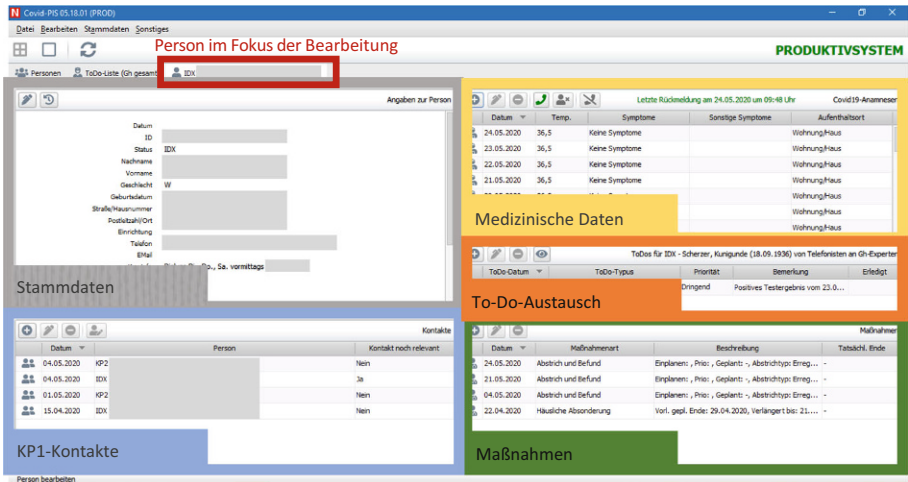 Covid-PIS 05.18.01 (PROD)
Datei Bearbeiten Stammdaten Sonstiges
Person im Fokus der Bearbeitung
PRODUKTIVSYSTEM
Personen ToDo-Liste (Gh gesamt IDX
Angaben zur Person
Datum
ID
Status IDX
Nachname
Vorname
Geschlecht W
Geburtsdatum
Straße/Hausnummer
Postleitzahl/Ort
Einrichtung
Telefon
EMail
Do., Sa. vormittags
Stammdaten
Letzte Rückmeldung am 24.05.2020 um 09:48 Uhr Covid19-Anamnesen
Datum Temp. Symptome Sonstige Symptome Aufenthaltsort
24.05.2020 36,5 Keine Symptome Wohnung/Haus
23.05.2020 36,5 Keine Symptome Wohnung/Haus
22.05.2020 36,5 Keine Symptome Wohnung/Haus
21.05.2020 36,5 Keine Symptome Wohnung/Haus
Wohnung/Haus
Wohnung/Haus
Wohnung/Haus
Medizinische Daten
ToDos für IDX - Scherzer, Kunigunde (18.09.1936) von Telefonisten an Gh-Experten
ToDo-Datum ToDo-Typus Priorität Bemerkung Erledigt
Dringend Positives Testergebnis vom 23.0...
To-Do-Austausch
Kontakte
Datum Person Kontakt noch relevant
04.05.2020 KP2 Nein
04.05.2020 IDX Ja
01.05.2020 KP2 Nein
15.04.2020 IDX Nein
KP1-Kontakte
Maßnahmen
Datum Maßnahmenart Beschreibung Tatsächl. Ende
24.05.2020 Abstrich und Befund Einplanen: , Prio: , Geplant: -, Abstrichtyp: Erreg... -
21.05.2020 Abstrich und Befund Einplanen: , Prio: , Geplant: -, Abstrichtyp: Erreg... -
04.05.2020 Abstrich und Befund Einplanen: , Prio: , Geplant: -, Abstrichtyp: Erreg... -
22.04.2020 Häusliche Absonderung Vorl. gepl. Ende: 29.04.2020, Verlängert bis: 21.... -
Maßnahmen
Person bearbeiten